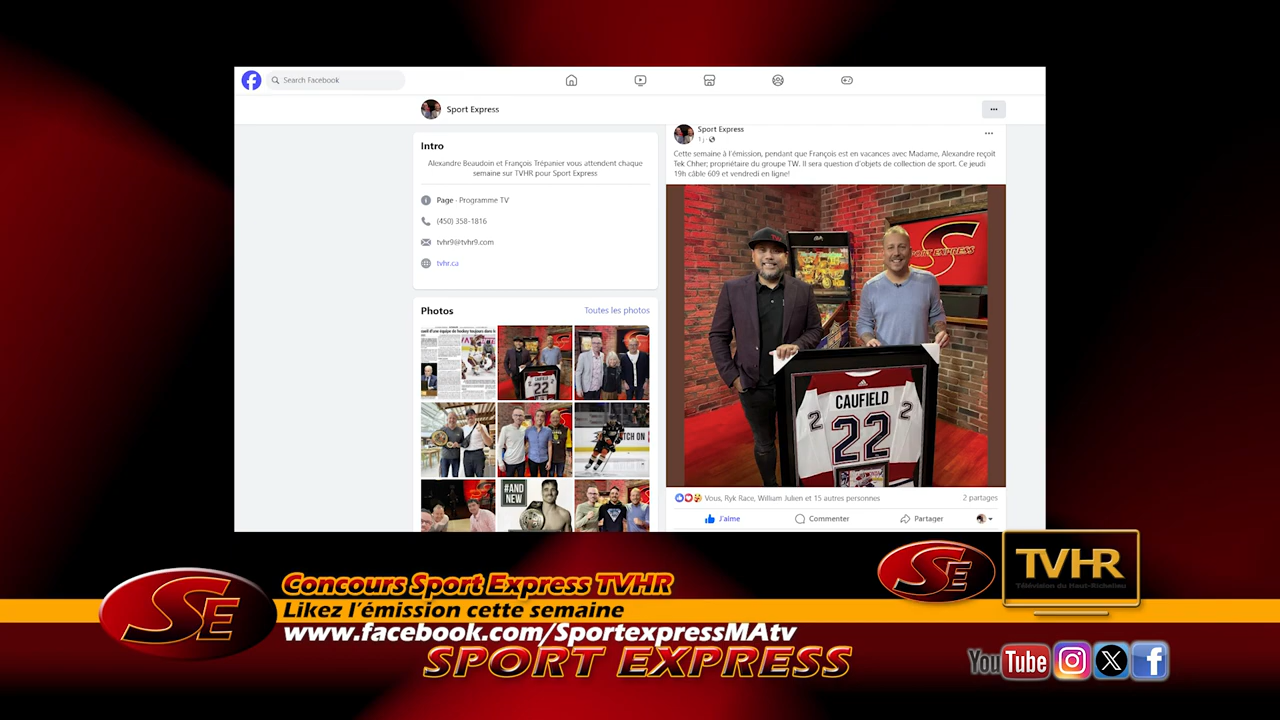 Search Facebook
Sport Express
Intro
Alexandre Beaudoin et François Trépanier vous attendent chaque
semaine sur TVHR pour Sport Express
Page · Programme TV
(450) 358-1816
tvhr9@tvhr9.com
tvhr.ca
Photos
Toutes les photos
#AND
NEW
Sport Express
1 j
Cette semaine à l'émission, pendant que François est en vacances avec Madame, Alexandre reçoit
Tek Chher; propriétaire du groupe TW. Il sera question d'objets de collection de sport. Ce jeudi
19h câble 609 et vendredi en ligne!
S
SPORT EXPRESS
CAUFIELD
2 22 2
Vous, Ryk Race, William Julien et 15 autres personnes
2 partages
J'aime
Commenter
Partager
SE
Concours Sport Express TVHR
Likez l'émission cette semaine
www.facebook.com/SportexpressMAtv
SPORT EXPRESS
SE
TVHR
Télévision du Haut-Richelieu
YouTube
X
f